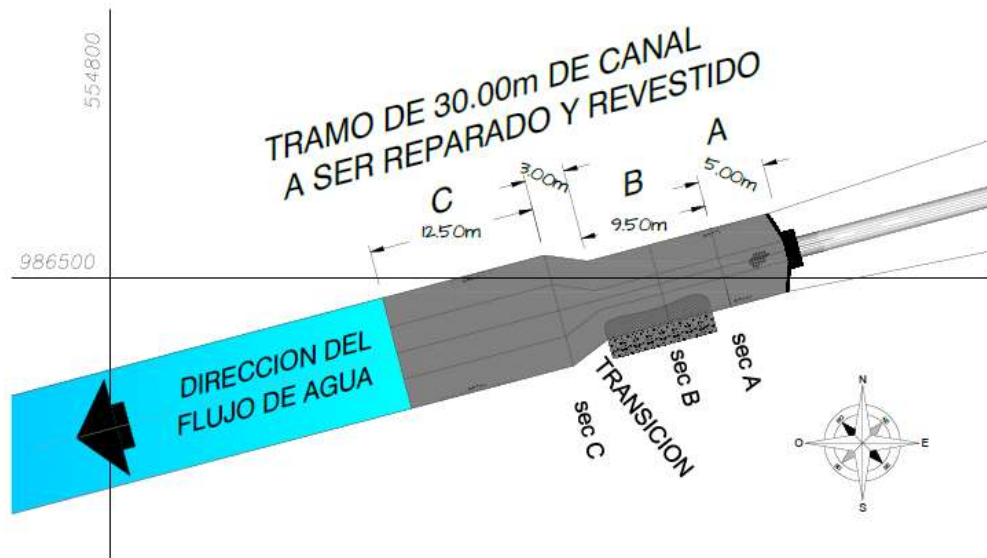 554800
TRAMO DE 30.00m DE CANAL
A SER REPARADO Y REVESTIDO
A
5.00m
3.00m
B
9.50m
C
12.50m
986500
DIRECCION DEL
FLUJO DE AGUA
sec C
TRANSICION
sec B
sec A
N
O
E
S